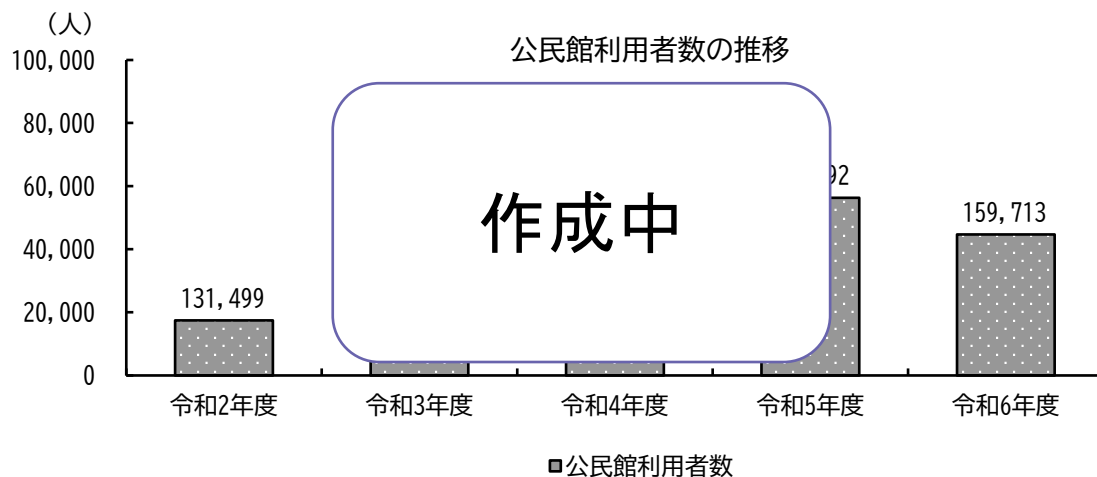 （人）
公民館利用者数の推移
100,000
80,000
60,000
40,000
20,000
0
131,499
92
159,713
作成中
令和2年度
令和3年度
令和4年度
令和5年度
令和6年度
公民館利用者数